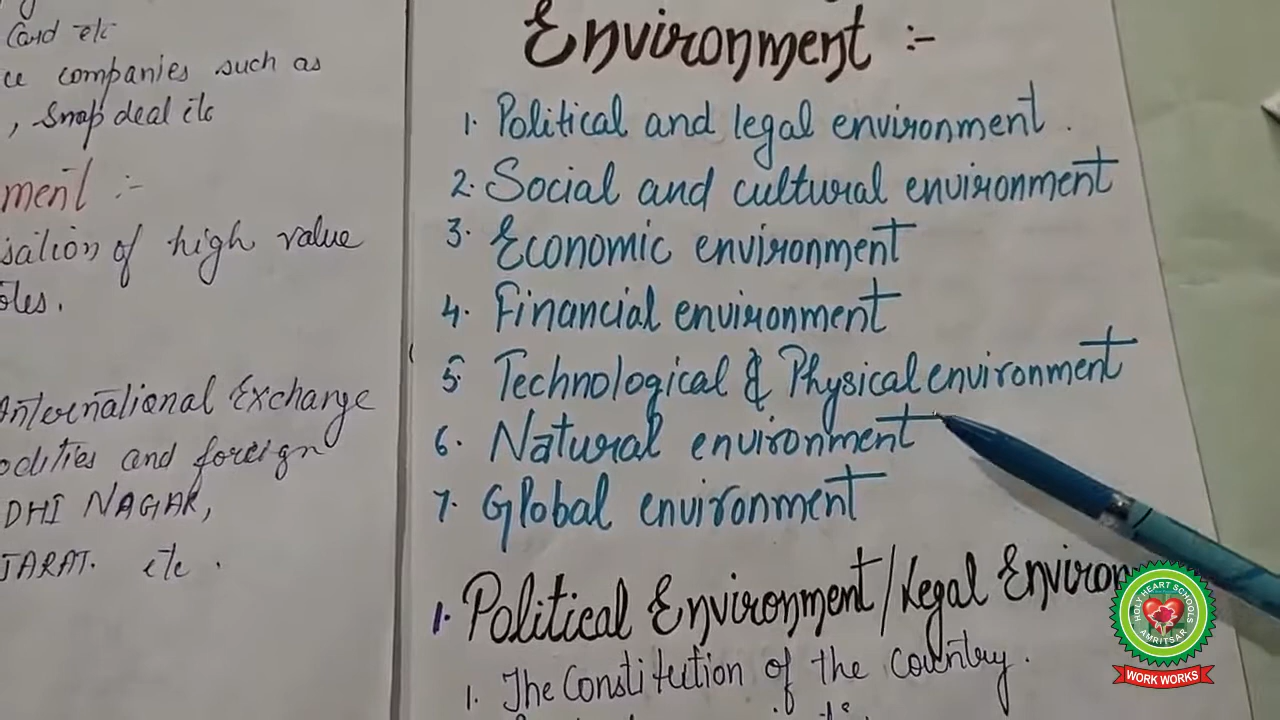 Card etc
companies such as
, Snap deal etc
ment :-
of high value
International Exchange
and foreign
DHI NAGAR,
JARAT. etc.
Environment :-
1. Political and legal environment.
2. Social and cultural environment
3. Economic environment
4. Financial environment
5. Technological & Physical environment
6. Natural environment
7. Global environment
1. Political Environment/Legal Environ
1. The Constitution of the country.
HOLY HEART SCHOOLS
AMRITSAR
WORK WORKS